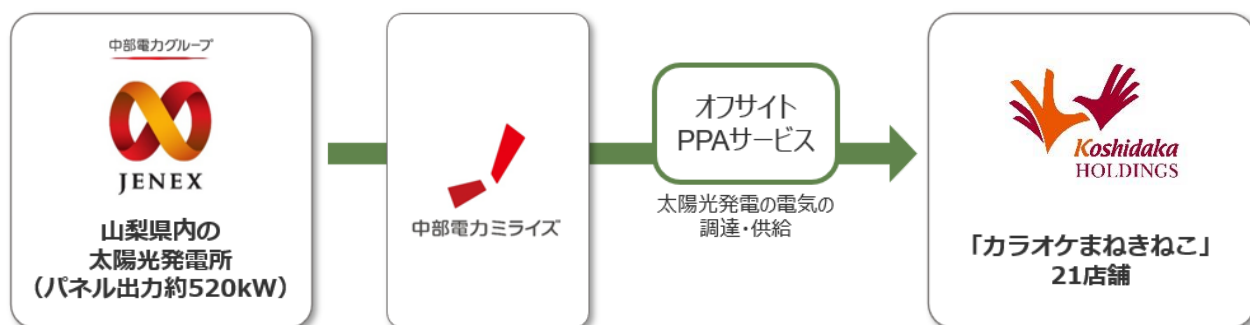 中部電力グループ
JENEX
山梨県内の
太陽光発電所
（パネル出力約520kW）
中部電力ミライズ
オフサイト
PPAサービス
太陽光発電の電気の
調達・供給
Koshidaka
HOLDINGS
「カラオケまねきねこ」
21店舗